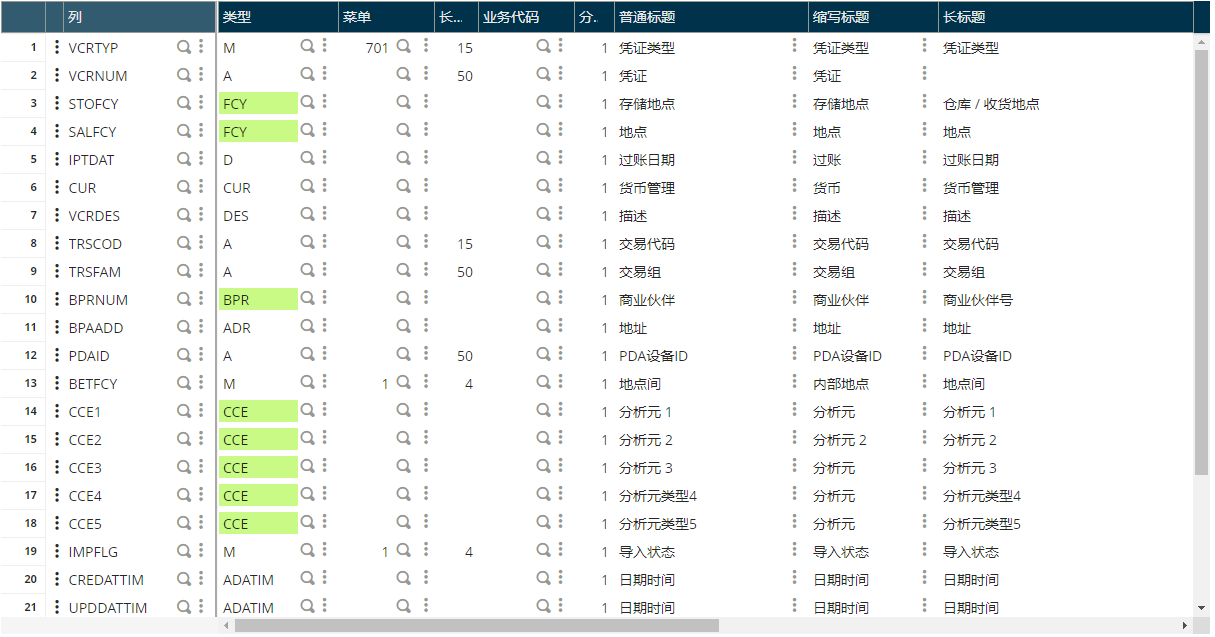 列 类型 菜单 长... 业务代码 分.. 普通标题 缩写标题 长标题
1 VCRTYP M 701 15 1 凭证类型 凭证类型 凭证类型
2 VCRNUM A 50 1 凭证 凭证
3 STOFCY FCY 1 存储地点 存储地点 仓库 / 收货地点
4 SALFCY FCY 1 地点 地点 地点
5 IPTDAT D 1 过账日期 过账 过账日期
6 CUR CUR 1 货币管理 货币 货币管理
7 VCRDES DES 1 描述 描述 描述
8 TRSCOD A 15 1 交易代码 交易代码 交易代码
9 TRSFAM A 50 1 交易组 交易组 交易组
10 BPRNUM BPR 1 商业伙伴 商业伙伴 商业伙伴号
11 BPAADD ADR 1 地址 地址 地址
12 PDAID A 50 1 PDA设备ID PDA设备ID PDA设备ID
13 BETFCY M 1 4 1 地点间 内部地点 地点间
14 CCE1 CCE 1 分析元 1 分析元 分析元 1
15 CCE2 CCE 1 分析元 2 分析元 2 分析元 2
16 CCE3 CCE 1 分析元 3 分析元 分析元 3
17 CCE4 CCE 1 分析元类型4 分析元 分析元类型4
18 CCE5 CCE 1 分析元类型5 分析元 分析元类型5
19 IMPFLG M 1 4 1 导入状态 导入状态 导入状态
20 CREDATTIM ADATIM 1 日期时间 日期时间 日期时间
21 UPDDATTIM ADATIM 1 日期时间 日期时间 日期时间